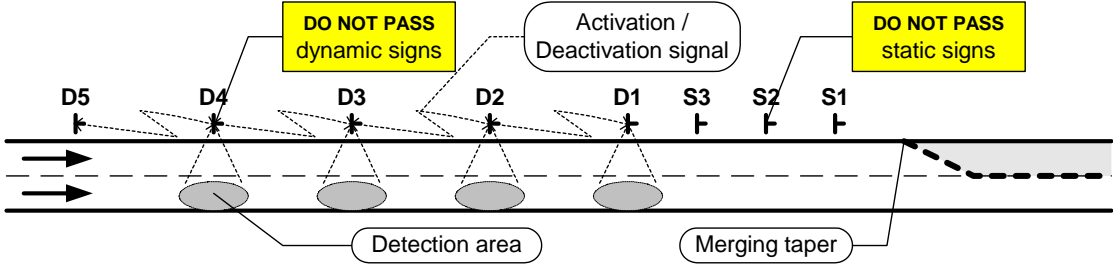 DO NOT PASS
dynamic signs
Activation /
Deactivation signal
DO NOT PASS
static signs
D5
D4
D3
D2
D1
S3
S2
S1
Detection area
Merging taper